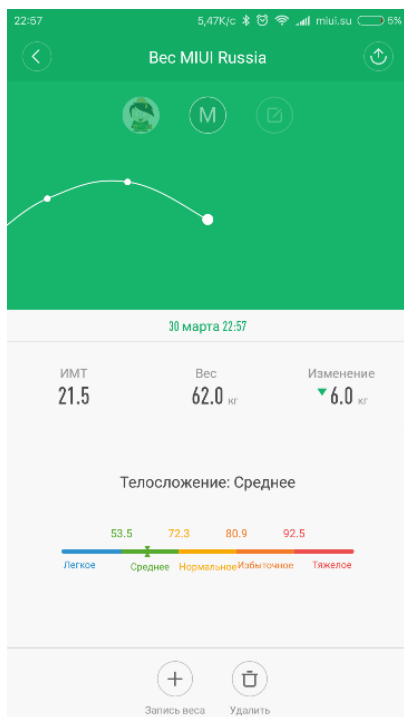 22:57 5,47K/c miui.su 6%
Вес MIUI Russia
M
30 марта 22:57
ИМТ Вес Изменение
21.5 62.0 кг 6.0 кг
Телосложение: Среднее
53.5 72.3 80.9 92.5
Легкое Среднее Нормальное Избыточное Тяжелое
Запись веса Удалить